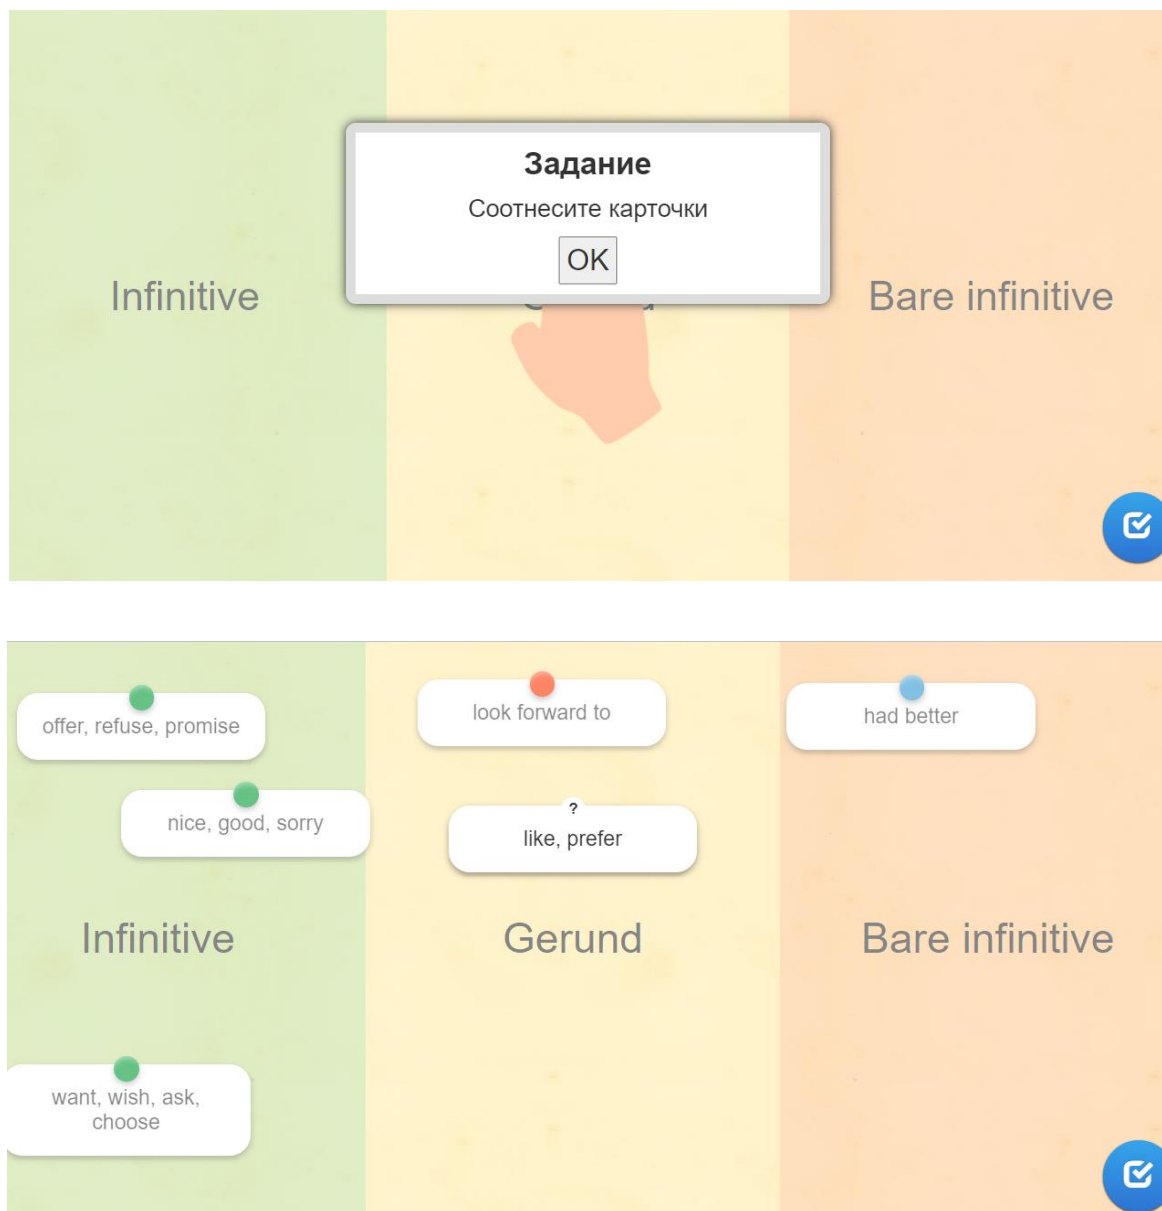 Задание
Соотнесите карточки
OK
Infinitive
Bare infinitive
offer, refuse, promise
look forward to
had better
nice, good, sorry
?
like, prefer
Infinitive
Gerund
Bare infinitive
want, wish, ask,
choose